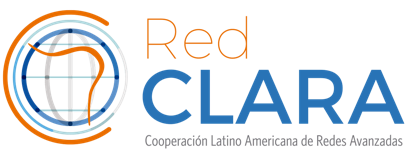 Red
CLARA
Cooperación Latino Americana de Redes Avanzadas